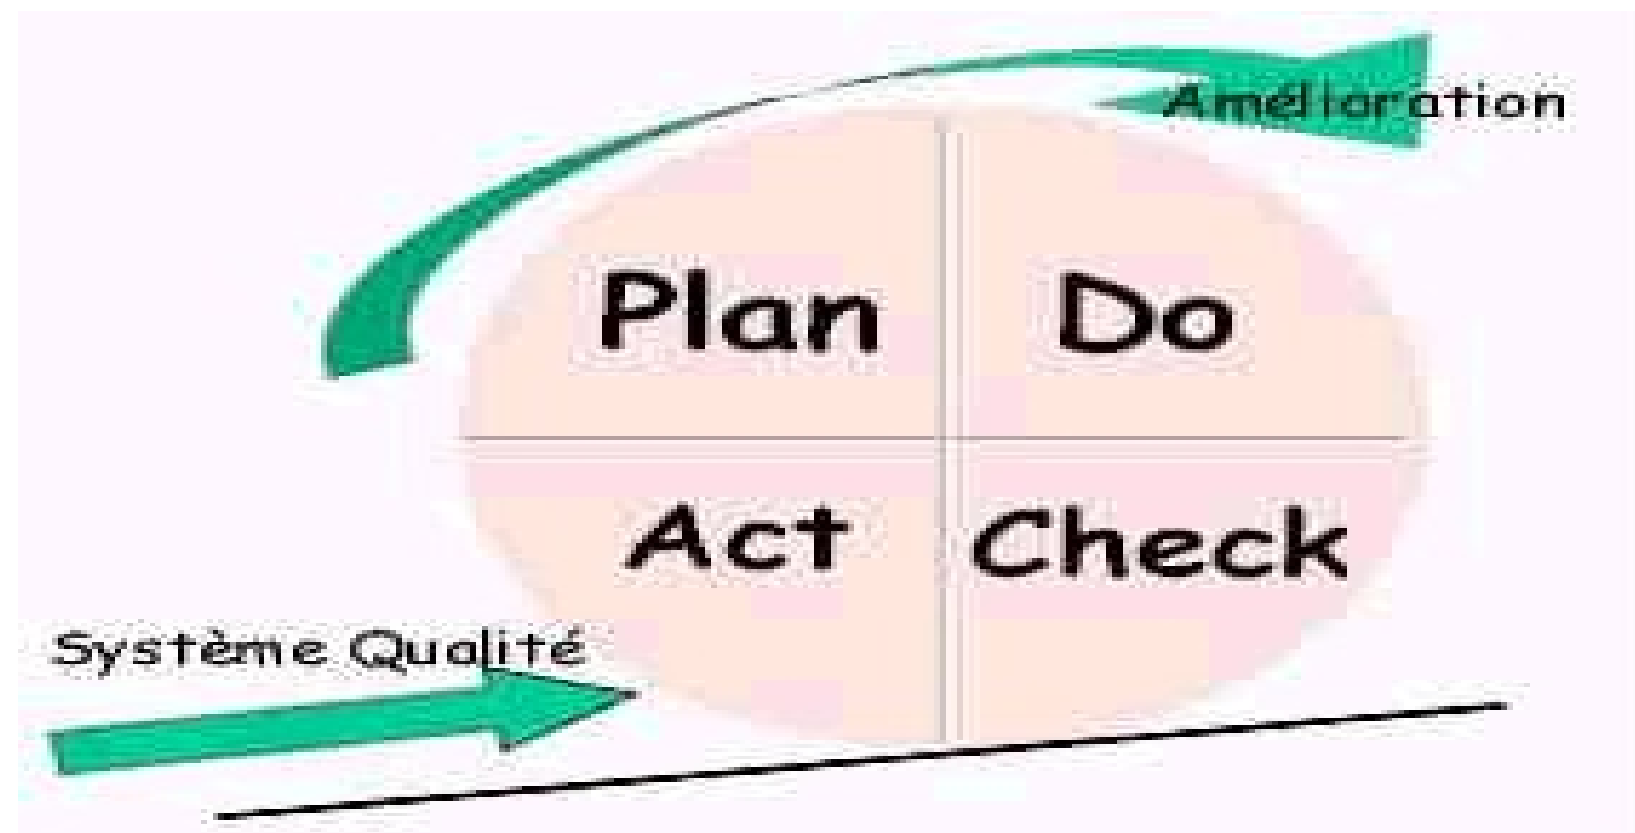 Amélioration
Plan
Do
Act
Check
Système Qualité